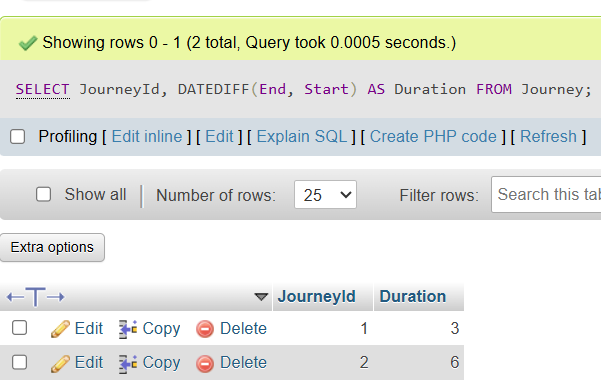 Showing rows 0 - 1 (2 total, Query took 0.0005 seconds.)
SELECT JourneyId, DATEDIFF(End, Start) AS Duration FROM Journey;
Profiling [ Edit inline ] [ Edit ] [ Explain SQL ] [ Create PHP code ] [ Refresh ]
Show all Number of rows: 25 Filter rows: Search this tab
Extra options
←T→ JourneyId Duration
Edit Copy Delete 1 3
Edit Copy Delete 2 6